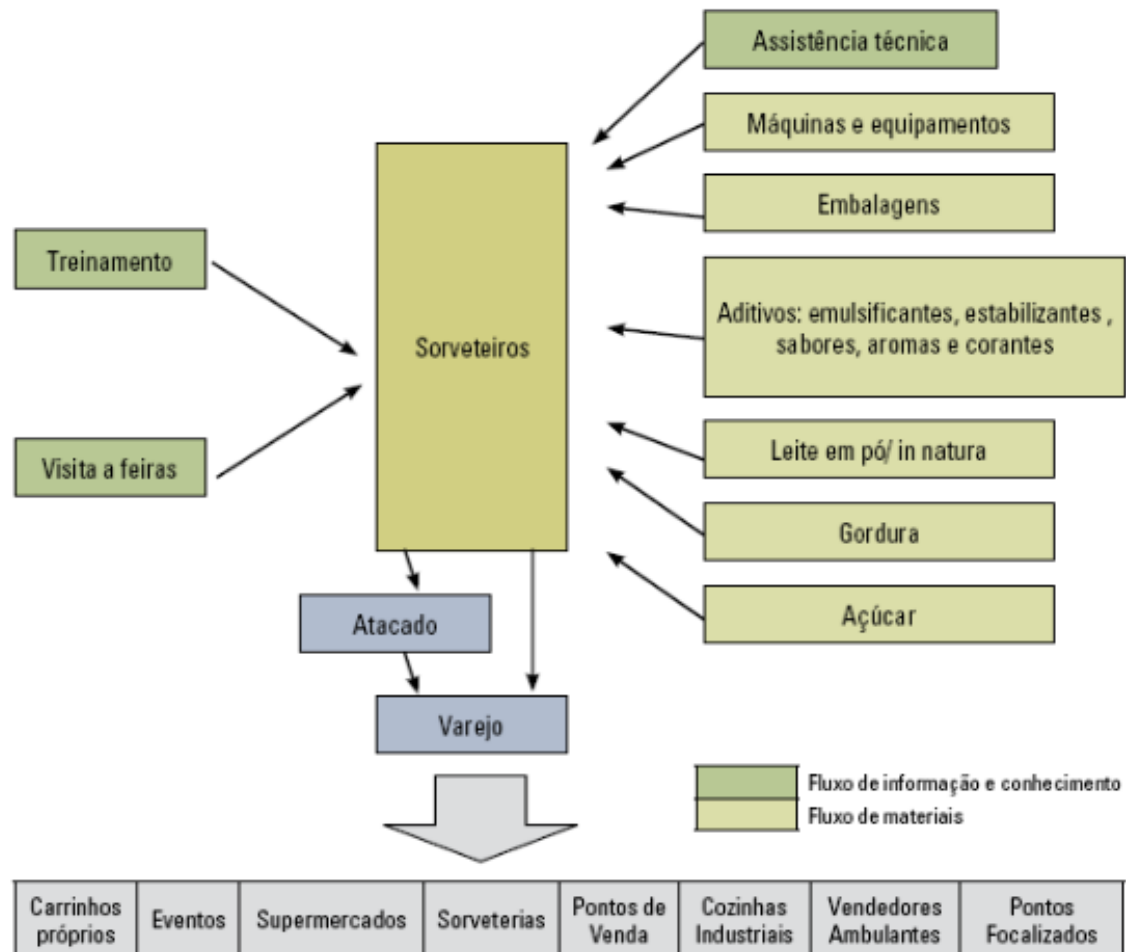 Assistência técnica
Máquinas e equipamentos
Embalagens
Treinamento
Aditivos: emulsificantes, estabilizantes ,
sabores, aromas e corantes
Sorveteiros
Visita a feiras
Leite em pó/ in natura
Gordura
Açúcar
Atacado
Varejo
Fluxo de informação e conhecimento
Fluxo de materiais
Carrinhos
próprios
Eventos
Supermercados
Sorveterias
Pontos de
Venda
Cozinhas
Industriais
Vendedores
Ambulantes
Pontos
Focalizados